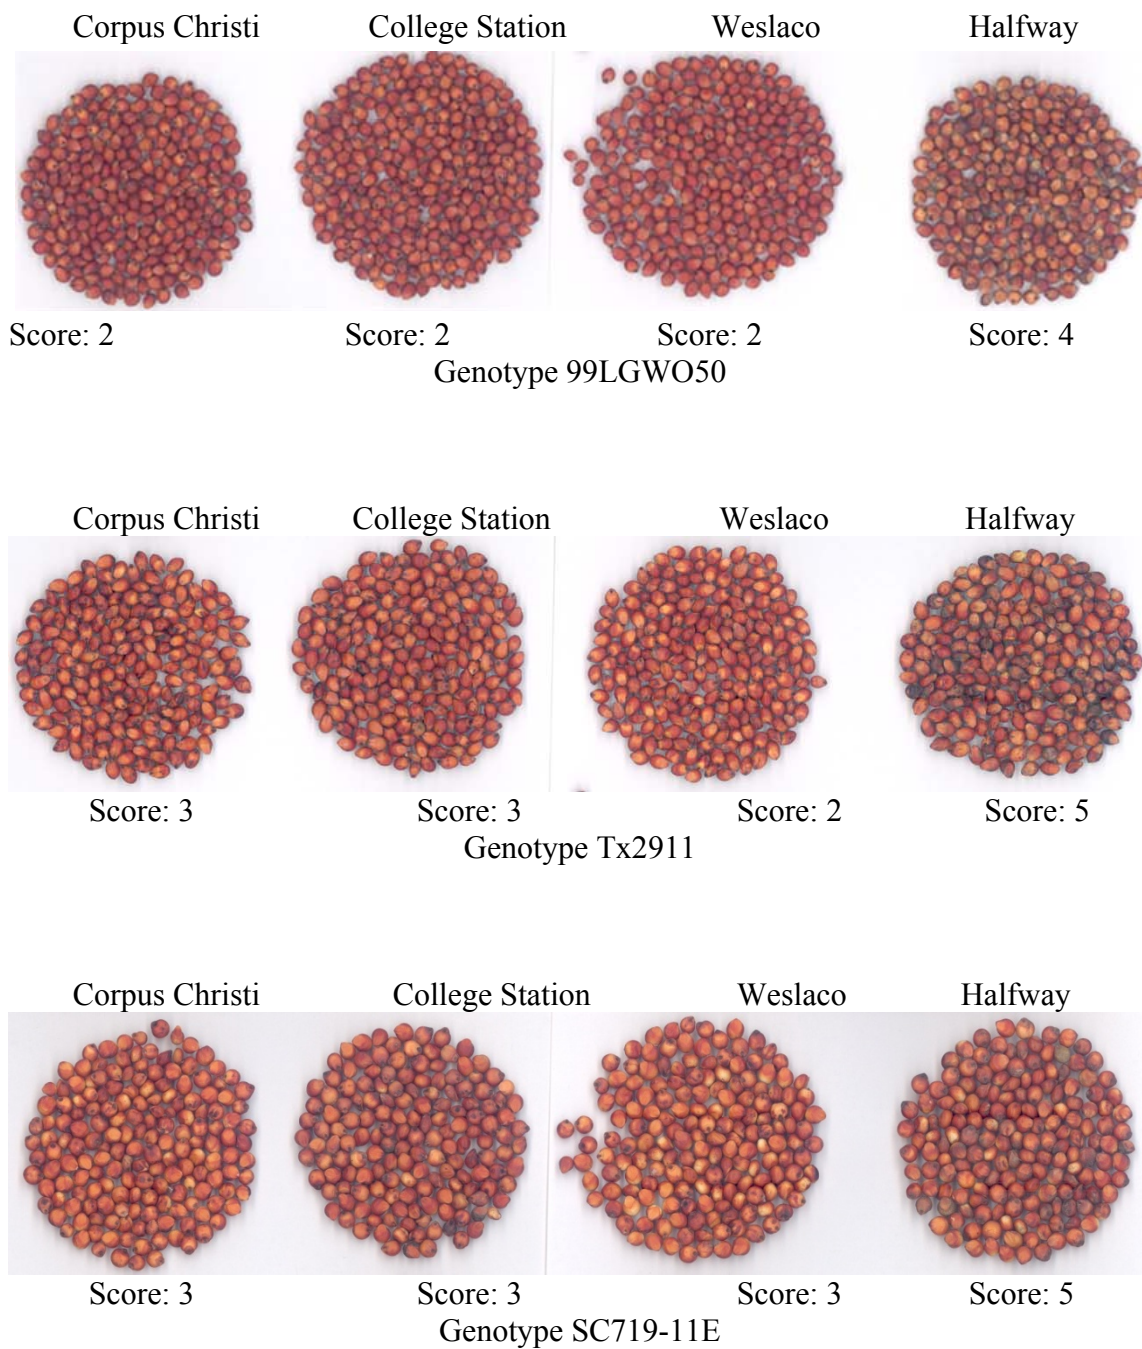 Corpus Christi College Station Weslaco Halfway
Score: 2 Score: 2 Score: 2 Score: 4
Genotype 99LGWO50
Corpus Christi College Station Weslaco Halfway
Score: 3 Score: 3 Score: 2 Score: 5
Genotype Tx2911
Corpus Christi College Station Weslaco Halfway
Score: 3 Score: 3 Score: 3 Score: 5
Genotype SC719-11E